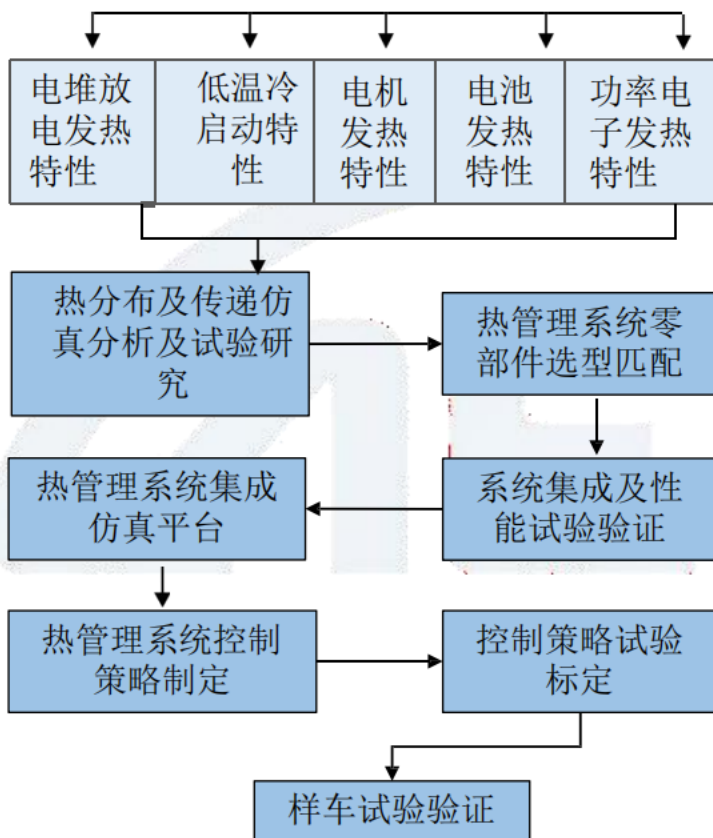 电堆放
电发热
特性
低温冷
启动特
性
电机
发热
特性
电池
发热
特性
功率电
子发热
特性
热分布及传递仿
真分析及试验研
究
热管理系统零
部件选型匹配
热管理系统集成
仿真平台
系统集成及性
能试验验证
热管理系统控制
策略制定
控制策略试验
标定
样车试验验证